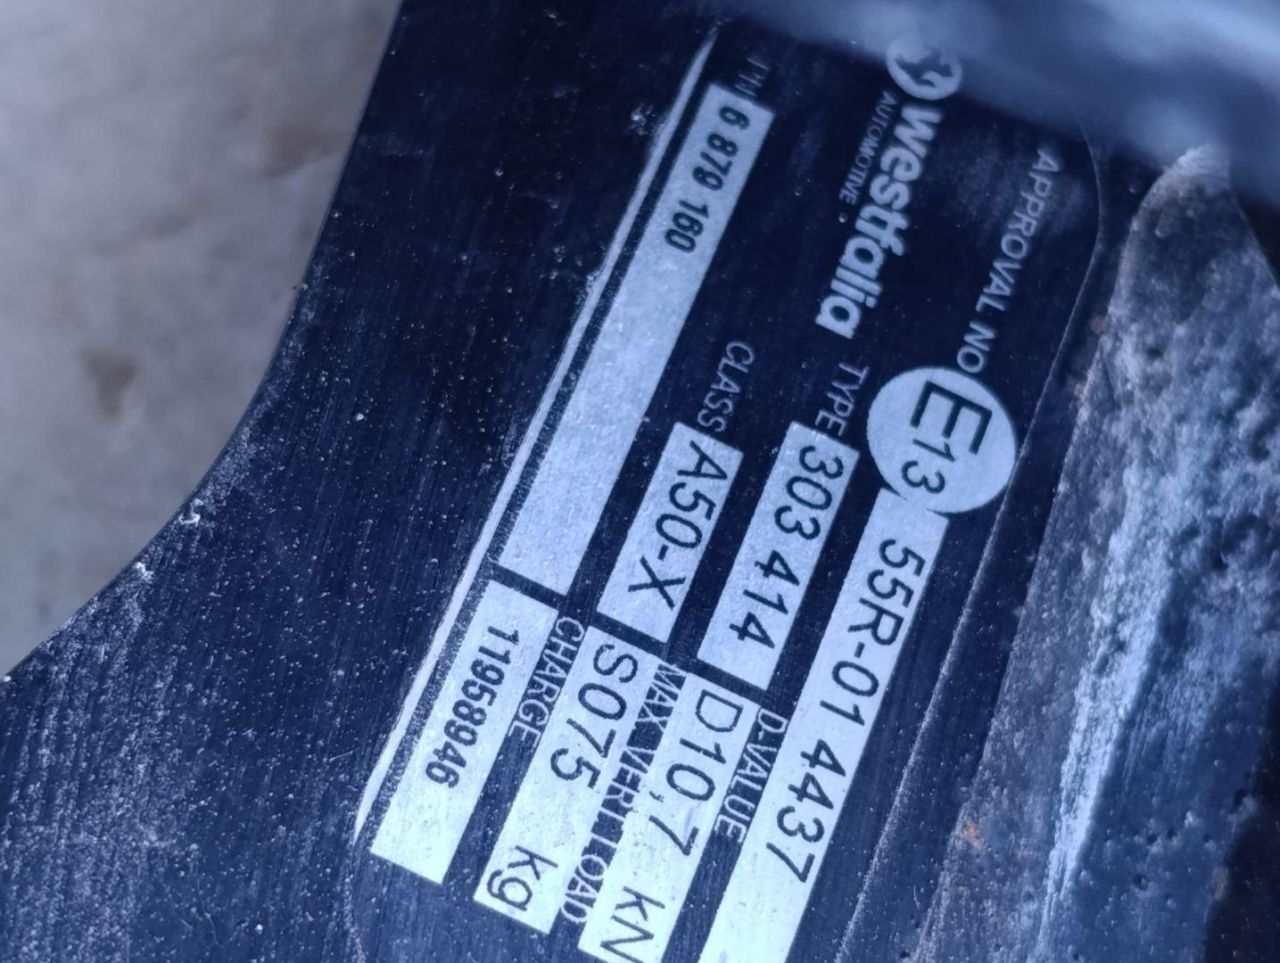 APPROVAL NO E13 55R-01 4437
westfalia
AUTOMOTIVE
TYPE 303 414
D-VALUE
D10,7 kN
CLASS A50-X
MAX VERT LOAD
S075 kg
6 879 160
CHARGE
11958946